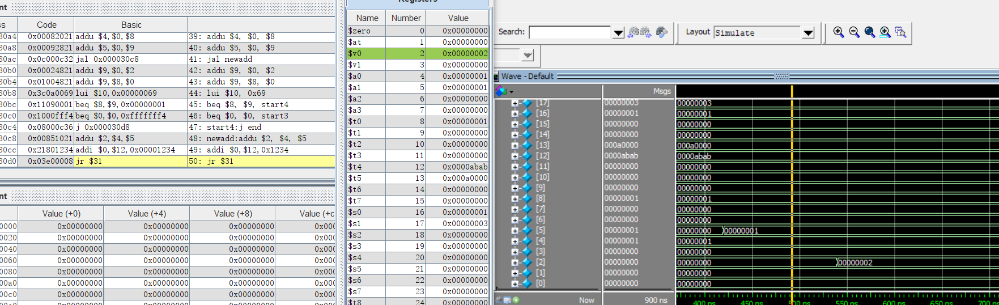 nt
ss Code Basic
30a4 0x00082021 addu $4,$0,$8 39: addu $4, $0, $8
30a8 0x00092821 addu $5,$0,$9 40: addu $5, $0, $9
30ac 0x0c000c32 jal 0x000030c8 41: jal newadd
30b0 0x00024821 addu $9,$0,$2 42: addu $9, $0, $2
30b4 0x01004821 addu $9,$8,$0 43: addu $9, $8, $0
30b8 0x3c0a0069 lui $10,0x00000069 44: lui $10, 0x69
30bc 0x11090001 beq $8,$9,0x00000001 45: beq $8, $9, start4
30c0 0x1000fff4 beq $0,$0,0xfffffff4 46: beq $0, $0, start3
30c4 0x08000c36 j 0x000030d8 47: start4:j end
30c8 0x00851021 addu $2,$4,$5 48: newadd:addu $2, $4, $5
30cc 0x21801234 addi $0,$12,0x00001234 49: addi $0,$12,0x1234
30d0 0x03e00008 jr $31 50: jr $31
nt
Value (+0) Value (+4) Value (+8) Value (+c
0000 0x00000000 0x00000000 0x00000000 0x000
0020 0x00000000 0x00000000 0x00000000 0x000
0040 0x00000000 0x00000000 0x00000000 0x000
0060 0x00000000 0x00000000 0x00000000 0x000
0080 0x00000000 0x00000000 0x00000000 0x000
00a0 0x00000000 0x00000000 0x00000000 0x000
00c0 0x00000000 0x00000000 0x00000000 0x000
Registers
Name Number Value
$zero 0 0x00000000
$at 1 0x00000000
$v0 2 0x00000002
$v1 3 0x00000000
$a0 4 0x00000001
$a1 5 0x00000001
$a2 6 0x00000000
$a3 7 0x00000000
$t0 8 0x00000001
$t1 9 0x00000000
$t2 10 0x00000000
$t3 11 0x00000000
$t4 12 0x0000abab
$t5 13 0x000a0000
$t6 14 0x00000000
$t7 15 0x00000000
$s0 16 0x00000001
$s1 17 0x00000003
$s2 18 0x00000000
$s3 19 0x00000000
$s4 20 0x00000000
$s5 21 0x00000000
$s6 22 0x00000000
$s7 23 0x00000000
$t8 24 0x00000000
Search: Layout Simulate
Wave - Default
Msgs
[17] 00000003 00000003
[16] 00000001 00000001
[15] 00000000 00000000
[14] 00000000 00000000
[13] 000a0000 000a0000
[12] 0000abab 0000abab
[11] 00000000 00000000
[10] 00000000 00000000
[9] 00000000 00000000
[8] 00000001 00000001
[7] 00000000 00000000
[6] 00000000 00000000
[5] 00000001 00000000 00000001
[4] 00000001 00000001
[3] 00000000 00000000
[2] 00000000 00000000 00000002
[1] 00000000 00000000
[0] 00000000 00000000
Now 900 ns 400 ns 450 ns 500 ns 550 ns 600 ns 650 ns 700 ns